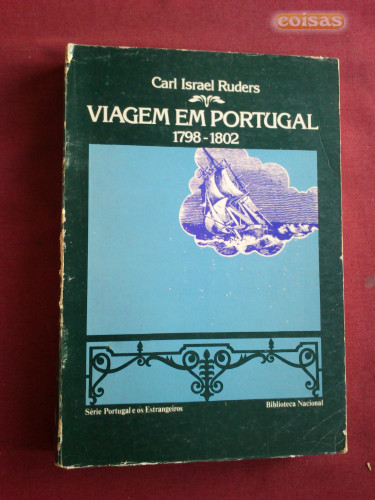 coisas
Carl Israel Ruders
VIAGEM EM PORTUGAL
1798-1802
Série Portugal e os Estrangeiros
Biblioteca Nacional